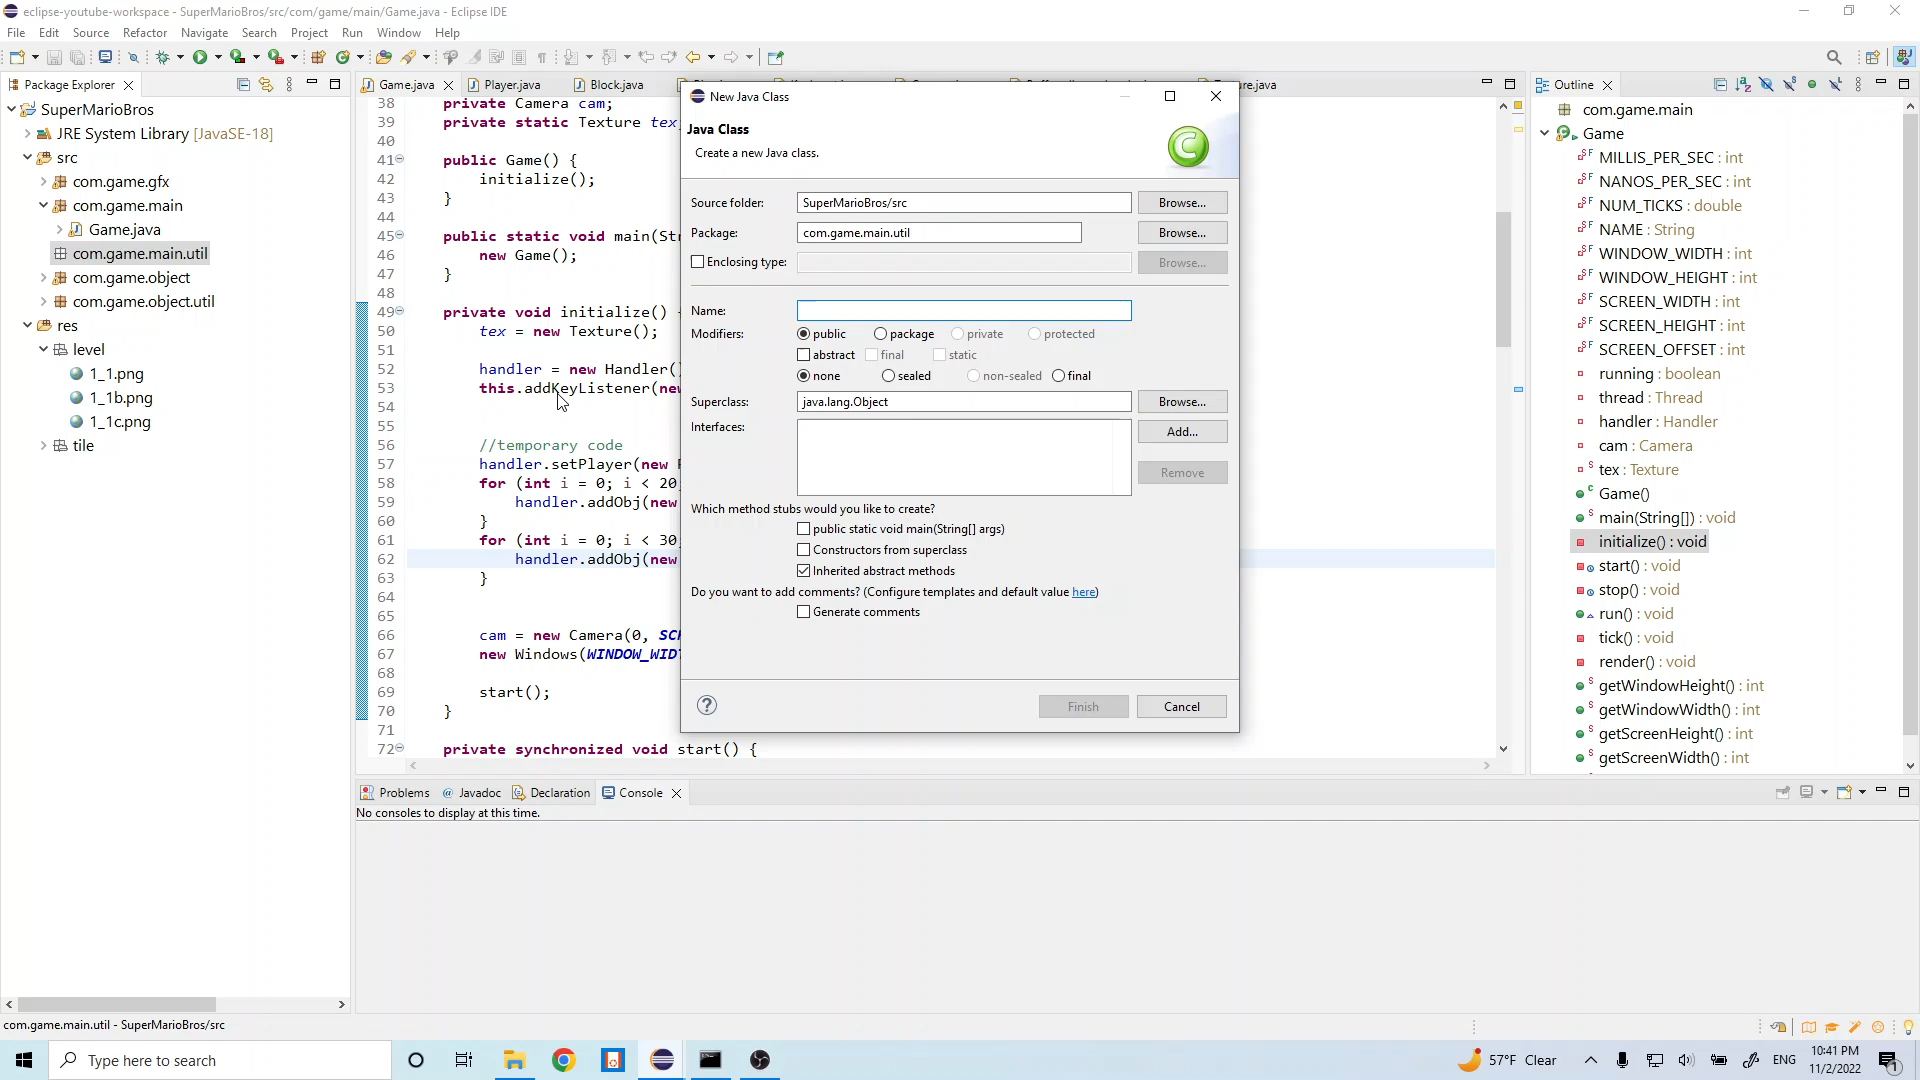 eclipse-youtube-workspace - SuperMarioBros/src/com/game/main/Game.java - Eclipse IDE
File Edit Source Refactor Navigate Search Project Run Window Help
Package Explorer
SuperMarioBros
JRE System Library [JavaSE-18]
src
com.game.gfx
com.game.main
Game.java
com.game.main.util
com.game.object
com.game.object.util
res
level
1_1.png
1_1b.png
1_1c.png
tile
Game.java Player.java Block.java ure.java
38 private Camera cam;
39 private static Texture tex
40
41 public Game() {
42 initialize();
43 }
44
45 public static void main(Str
46 new Game();
47 }
48
49 private void initialize()
50 tex = new Texture();
51
52 handler = new Handler()
53 this.addKeyListener(new
54
55
56 //temporary code
57 handler.setPlayer(new
58 for (int i = 0; i < 20
59 handler.addObj(new
60 }
61 for (int i = 0; i < 30
62 handler.addObj(new
63 }
64
65
66 cam = new Camera(0, SCR
67 new Windows(WINDOW_WIDT
68
69 start();
70 }
71
72 private synchronized void start() {
New Java Class
Java Class
Create a new Java class.
Source folder: SuperMarioBros/src Browse...
Package: com.game.main.util Browse...
Enclosing type: Browse...
Name:
Modifiers: public package private protected
abstract final static
none sealed non-sealed final
Superclass: java.lang.Object Browse...
Interfaces: Add...
Remove
Which method stubs would you like to create?
public static void main(String[] args)
Constructors from superclass
Inherited abstract methods
Do you want to add comments? (Configure templates and default value here)
Generate comments
? Finish Cancel
Outline
com.game.main
Game
MILLIS_PER_SEC : int
NANOS_PER_SEC : int
NUM_TICKS : double
NAME : String
WINDOW_WIDTH : int
WINDOW_HEIGHT : int
SCREEN_WIDTH : int
SCREEN_HEIGHT : int
SCREEN_OFFSET : int
running : boolean
thread : Thread
handler : Handler
cam : Camera
tex : Texture
Game()
main(String[]) : void
initialize() : void
start() : void
stop() : void
run() : void
tick() : void
render() : void
getWindowHeight() : int
getWindowWidth() : int
getScreenHeight() : int
getScreenWidth() : int
Problems Javadoc Declaration Console
No consoles to display at this time.
com.game.main.util - SuperMarioBros/src
Type here to search
57°F Clear
ENG
10:41 PM
11/2/2022
1